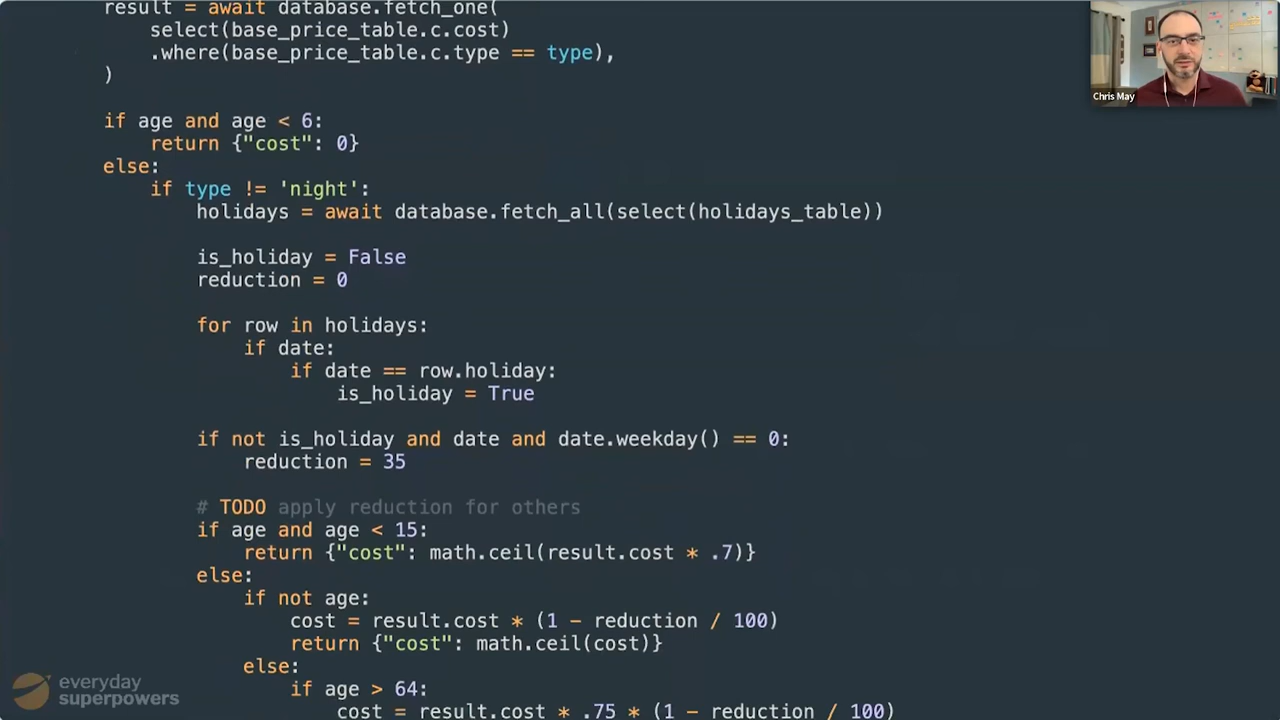 result = await database.fetch_one(
select(base_price_table.c.cost)
.where(base_price_table.c.type == type),
)
if age and age < 6:
return {"cost": 0}
else:
if type != 'night':
holidays = await database.fetch_all(select(holidays_table))
is_holiday = False
reduction = 0
for row in holidays:
if date:
if date == row.holiday:
is_holiday = True
if not is_holiday and date and date.weekday() == 0:
reduction = 35
# TODO apply reduction for others
if age and age < 15:
return {"cost": math.ceil(result.cost * .7)}
else:
if not age:
cost = result.cost * (1 - reduction / 100)
return {"cost": math.ceil(cost)}
else:
if age > 64:
cost = result.cost * .75 * (1 - reduction / 100)
Chris May
everyday
superpowers